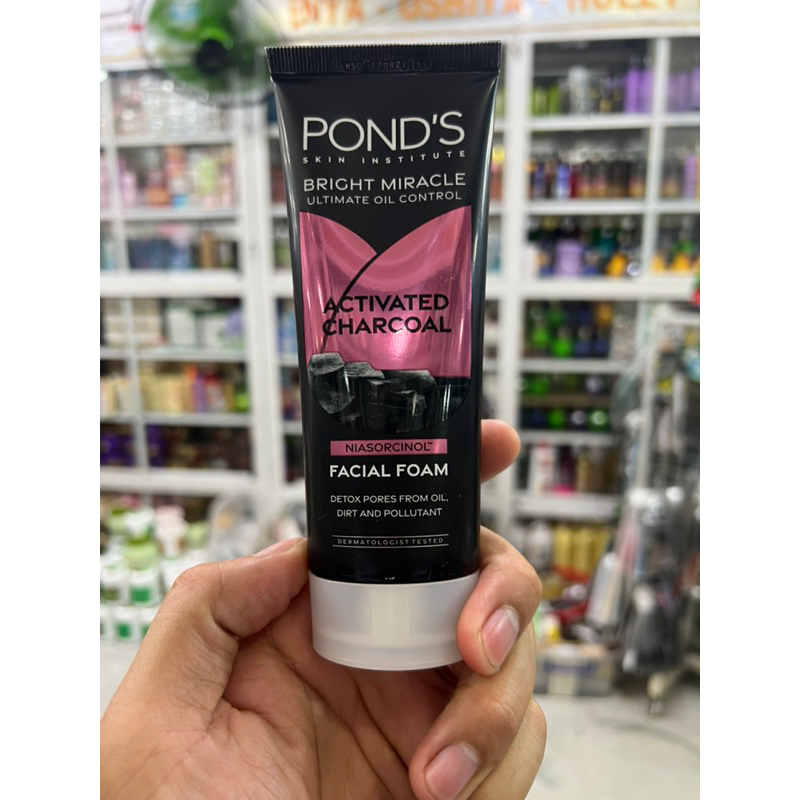 POND'S
SKIN INSTITUTE
BRIGHT MIRACLE
ULTIMATE OIL CONTROL
ACTIVATED
CHARCOAL
NIASORCINOL™
FACIAL FOAM
DETOX PORES FROM OIL,
DIRT AND POLLUTANT
DERMATOLOGIST TESTED